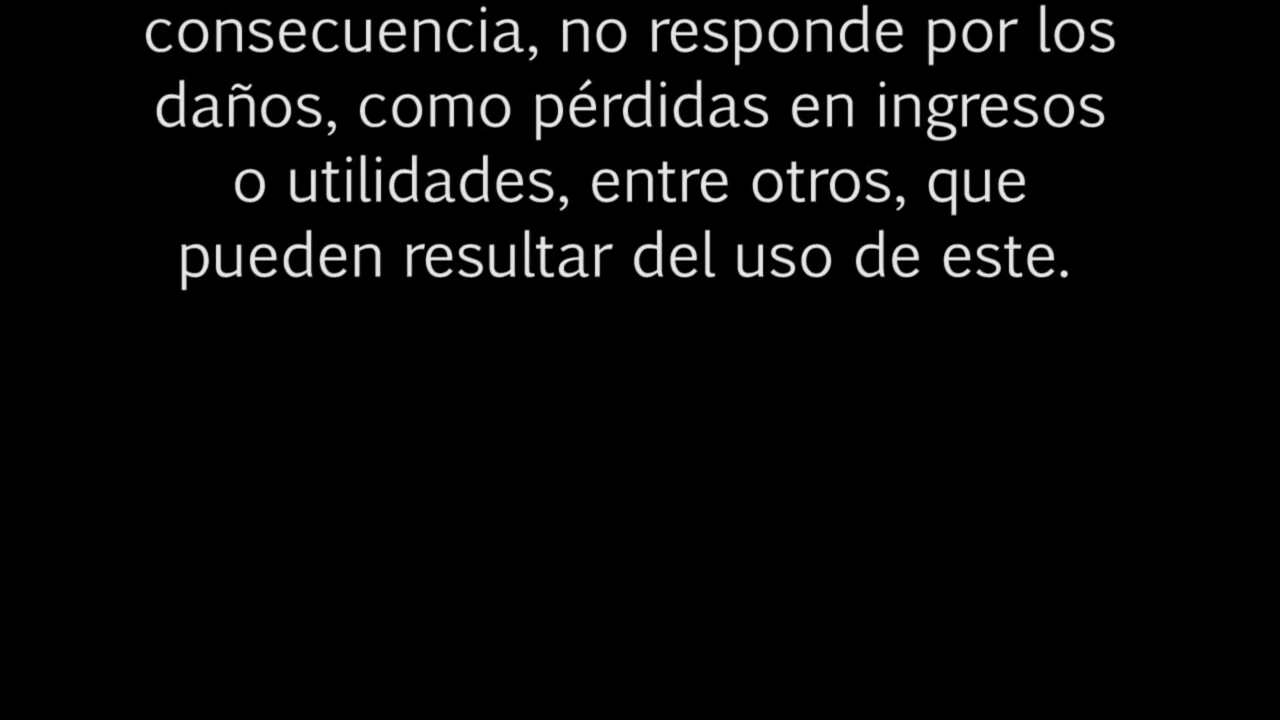 consecuencia, no responde por los
daños, como pérdidas en ingresos
o utilidades, entre otros, que
pueden resultar del uso de este.